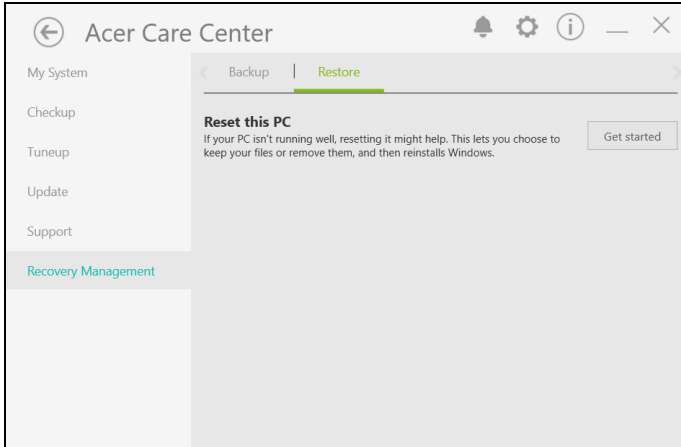 Acer Care Center
My System
Checkup
Tuneup
Update
Support
Recovery Management
Backup | Restore
Reset this PC
If your PC isn't running well, resetting it might help. This lets you choose to
keep your files or remove them, and then reinstalls Windows.
Get started